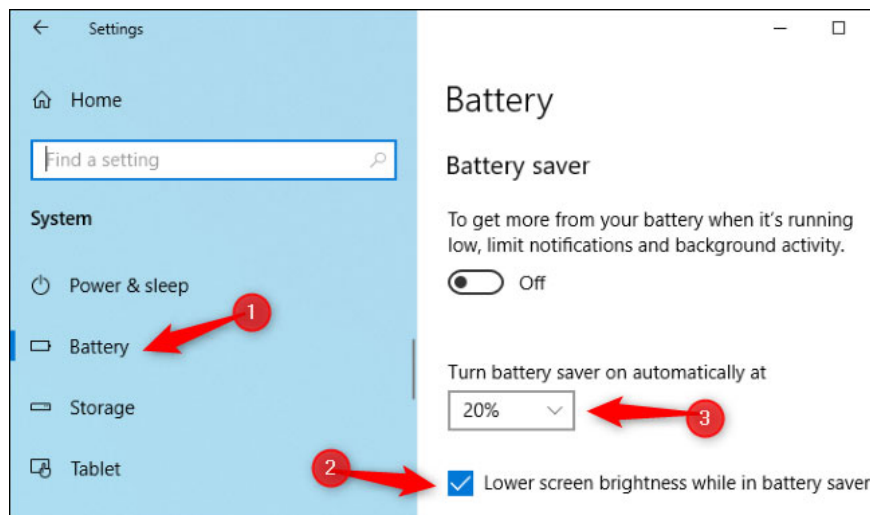 Settings
Home
Find a setting
System
Power & sleep
1
Battery
Storage
Tablet
2
Battery
Battery saver
To get more from your battery when it's running
low, limit notifications and background activity.
Off
Turn battery saver on automatically at
20%
3
Lower screen brightness while in battery saver